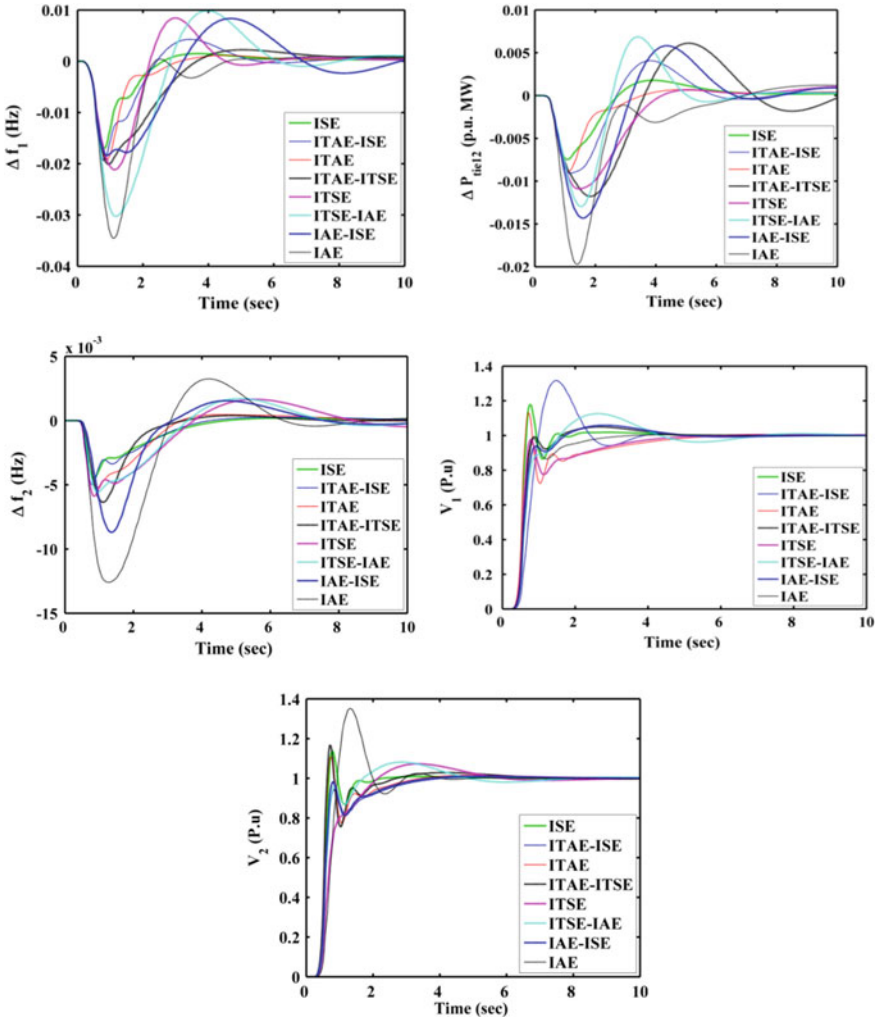 0.01
0
-0.01
-0.02
-0.03
-0.04
Δ f1 (Hz)
0 2 4 6 8 10
Time (sec)
ISE
ITAE-ISE
ITAE
ITAE-ITSE
ITSE
ITSE-IAE
IAE-ISE
IAE
0.01
0.005
0
-0.005
-0.01
-0.015
-0.02
Δ Ptie12 (p.u. MW)
0 2 4 6 8 10
Time (sec)
ISE
ITAE-ISE
ITAE
ITAE-ITSE
ITSE
ITSE-IAE
IAE-ISE
IAE
x 10^-3
5
0
-5
-10
-15
Δ f2 (Hz)
0 2 4 6 8 10
Time (sec)
ISE
ITAE-ISE
ITAE
ITAE-ITSE
ITSE
ITSE-IAE
IAE-ISE
IAE
1.4
1.2
1
0.8
0.6
0.4
0.2
0
V1 (P.u)
0 2 4 6 8 10
Time (sec)
ISE
ITAE-ISE
ITAE
ITAE-ITSE
ITSE
ITSE-IAE
IAE-ISE
IAE
1.4
1.2
1
0.8
0.6
0.4
0.2
0
V2 (P.u)
0 2 4 6 8 10
Time (sec)
ISE
ITAE-ISE
ITAE
ITAE-ITSE
ITSE
ITSE-IAE
IAE-ISE
IAE